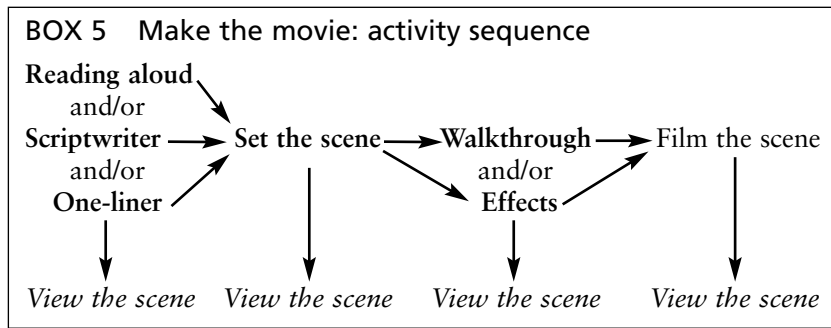 BOX 5 Make the movie: activity sequence
Reading aloud
and/or
Scriptwriter Set the scene Walkthrough Film the scene
and/or and/or
One-liner Effects
View the scene View the scene View the scene View the scene